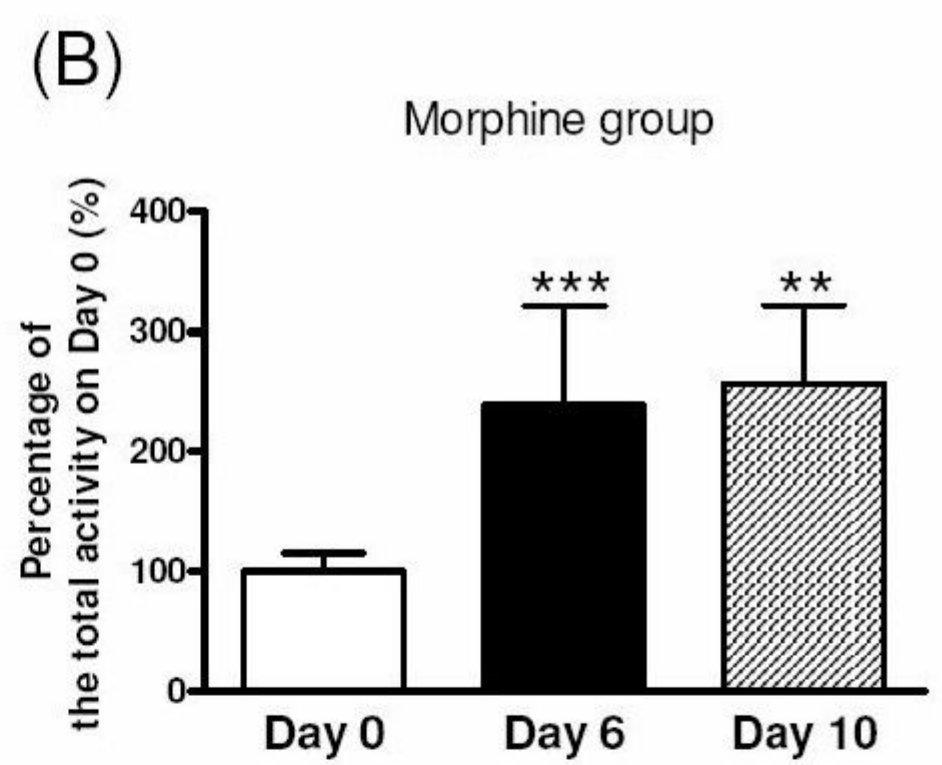 (B)
Morphine group
Percentage of
the total activity on Day 0 (%)
400
300
200
100
0
***
**
Day 0
Day 6
Day 10